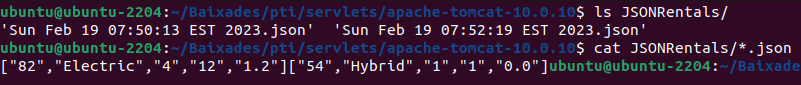 ubuntu@ubuntu-2204:~/Baixades/pti/servlets/apache-tomcat-10.0.10$ ls JSONRentals/
'Sun Feb 19 07:50:13 EST 2023.json'  'Sun Feb 19 07:52:19 EST 2023.json'
ubuntu@ubuntu-2204:~/Baixades/pti/servlets/apache-tomcat-10.0.10$ cat JSONRentals/*.json
["82","Electric","4","12","1.2"]["54","Hybrid","1","1","0.0"]ubuntu@ubuntu-2204:~/Baixade